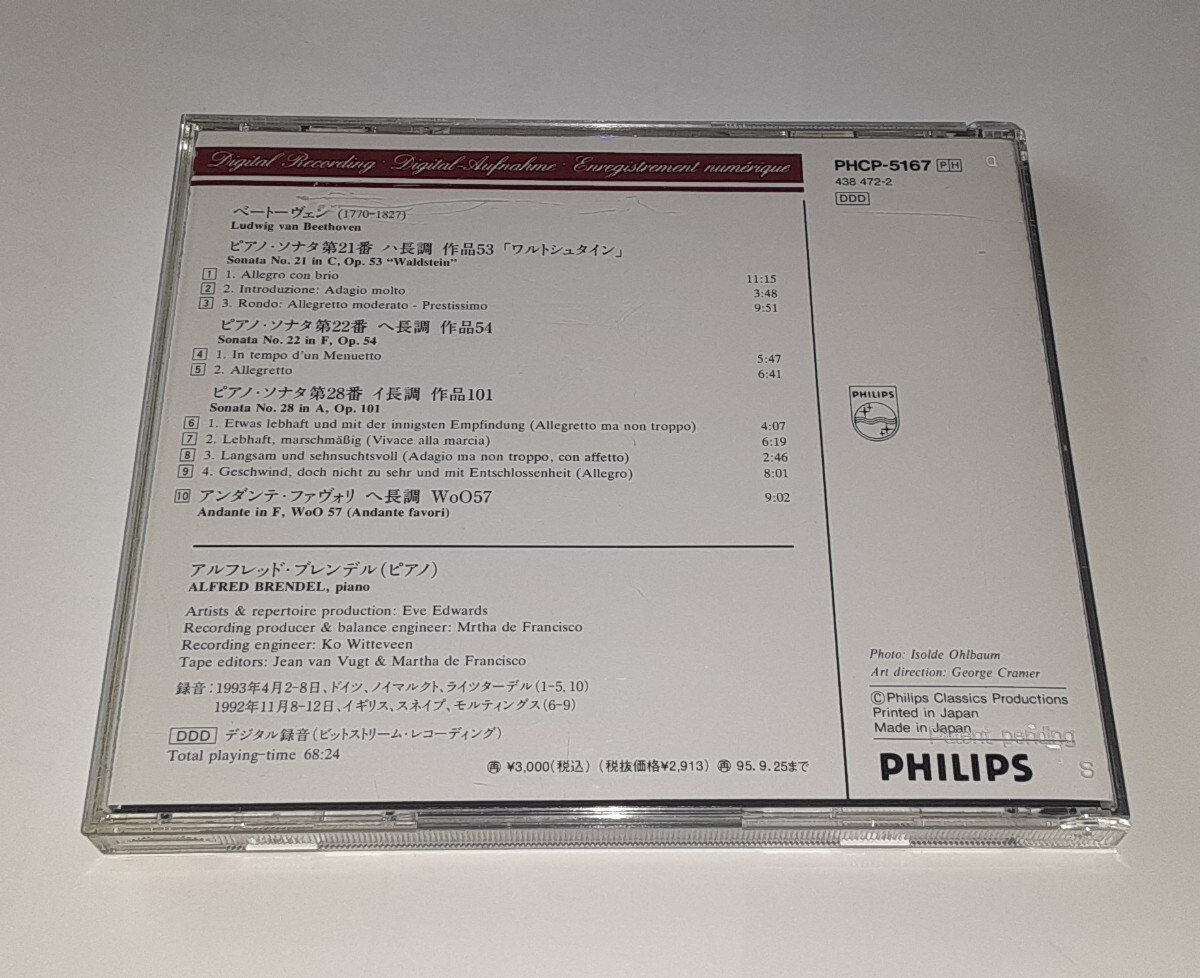 Digital Recording · Digital-Aufnahme · Enregistrement numérique
ベートーヴェン (1770-1827)
Ludwig van Beethoven
ピアノ・ソナタ第21番 ハ長調 作品53「ワルトシュタイン」
Sonata No. 21 in C, Op. 53 “Waldstein”
1 1. Allegro con brio 11:15
2 2. Introduzione: Adagio molto 3:48
3 3. Rondo: Allegretto moderato - Prestissimo 9:51
ピアノ・ソナタ第22番 ヘ長調 作品54
Sonata No. 22 in F, Op. 54
4 1. In tempo d'un Menuetto 5:47
5 2. Allegretto 6:41
ピアノ・ソナタ第28番 イ長調 作品101
Sonata No. 28 in A, Op. 101
6 1. Etwas lebhaft und mit der innigsten Empfindung (Allegretto ma non troppo) 4:07
7 2. Lebhaft, marschmäßig (Vivace alla marcia) 6:19
8 3. Langsam und sehnsuchtsvoll (Adagio ma non troppo, con affetto) 2:46
9 4. Geschwind, doch nicht zu sehr und mit Entschlossenheit (Allegro) 8:01
10 アンダンテ・ファヴォリ ヘ長調 WoO57 9:02
Andante in F, WoO 57 (Andante favori)
アルフレッド・ブレンデル(ピアノ)
ALFRED BRENDEL, piano
Artists & repertoire production: Eve Edwards
Recording producer & balance engineer: Mrtha de Francisco
Recording engineer: Ko Witteveen
Tape editors: Jean van Vugt & Martha de Francisco
録音:1993年4月2-8日、ドイツ、ノイマルクト、ライツターデル(1-5, 10)
1992年11月8-12日、イギリス、スネイプ、モルティングス(6-9)
DDD デジタル録音(ビットストリーム・レコーディング)
Total playing-time 68:24
再 ¥3,000(税込) (税抜価格¥2,913) 再 95.9.25まで
PHCP-5167 PH
438 472-2
DDD
PHILIPS
Photo: Isolde Ohlbaum
Art direction: George Cramer
ⒸPhilips Classics Productions
Printed in Japan
Made in Japan
Patent pending
PHILIPS
S